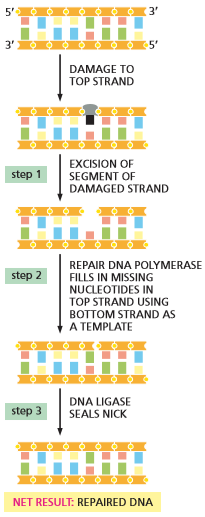 5′ 3′
3′ 5′
DAMAGE TO
TOP STRAND
step 1
EXCISION OF
SEGMENT OF
DAMAGED STRAND
step 2
REPAIR DNA POLYMERASE
FILLS IN MISSING
NUCLEOTIDES IN
TOP STRAND USING
BOTTOM STRAND AS
A TEMPLATE
step 3
DNA LIGASE
SEALS NICK
NET RESULT: REPAIRED DNA